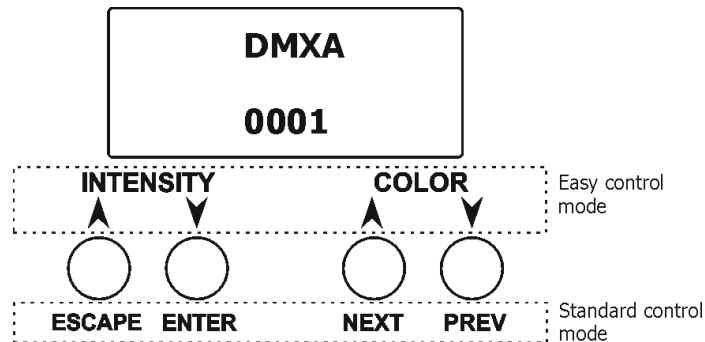 DMXA
0001
INTENSITY COLOR
Easy control
mode
ESCAPE ENTER NEXT PREV
Standard control
mode